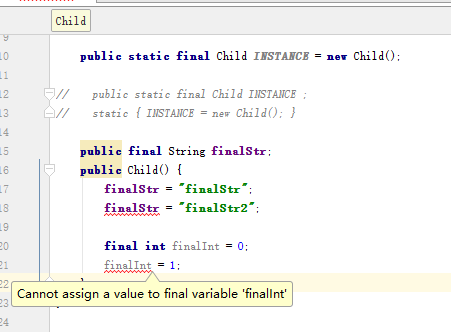 Child
9
10 public static final Child INSTANCE = new Child();
11
12 // public static final Child INSTANCE ;
13 // static { INSTANCE = new Child(); }
14
15 public final String finalStr;
16 public Child() {
17 finalStr = "finalStr";
18 finalStr = "finalStr2";
19
20 final int finalInt = 0;
21 finalInt = 1;
22
Cannot assign a value to final variable 'finalInt'
24